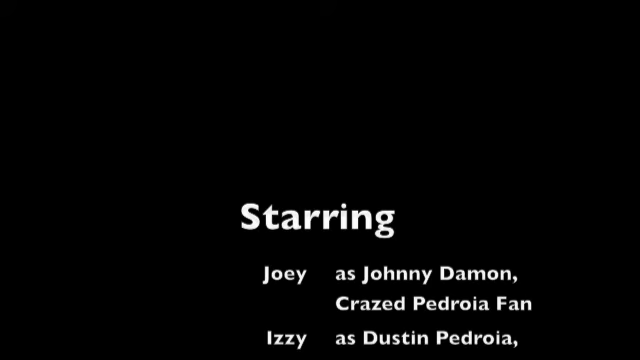 Starring
Joey as Johnny Damon,
Crazed Pedroia Fan
Izzy as Dustin Pedroia,